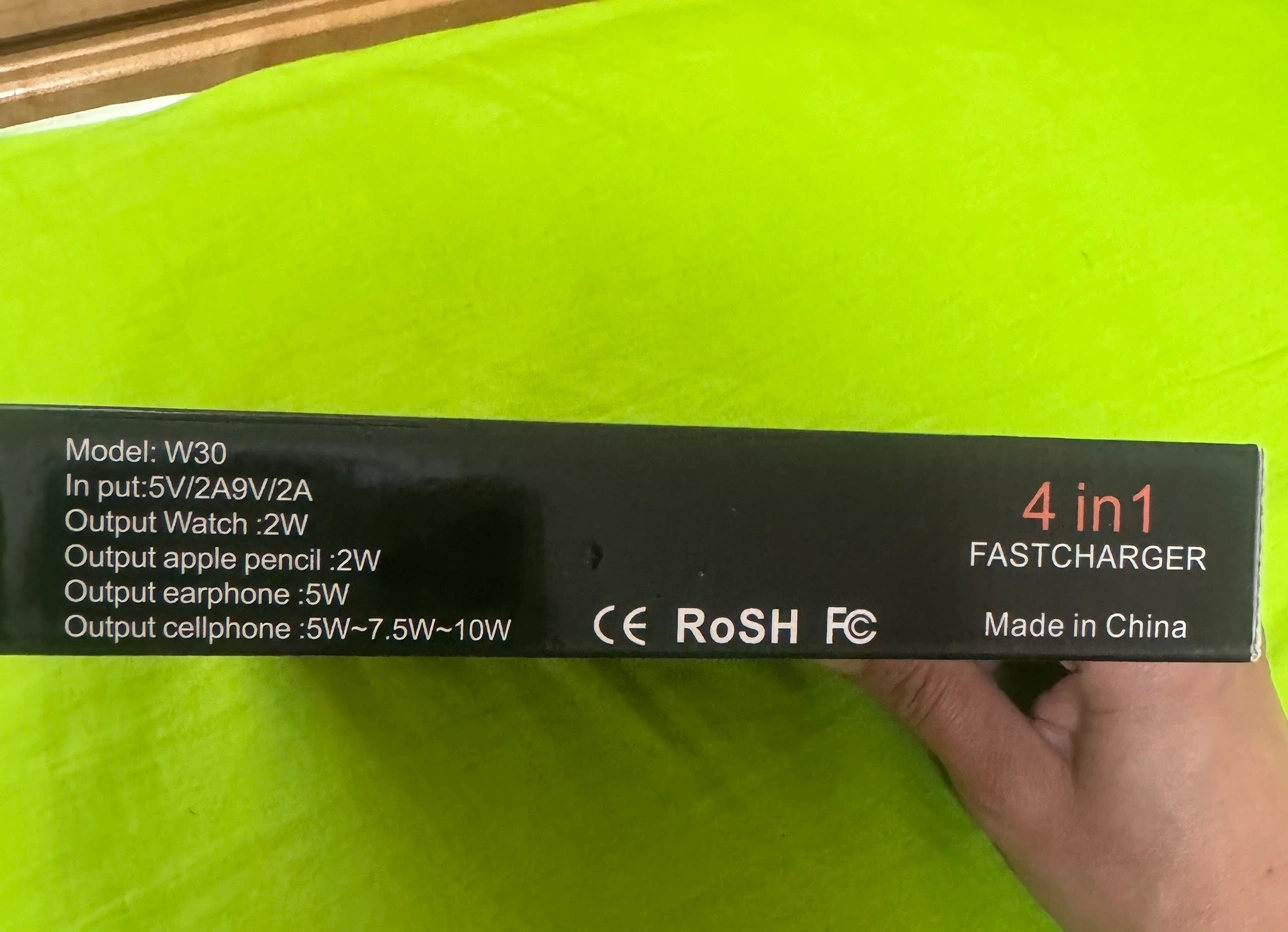 Model: W30
In put:5V/2A9V/2A
Output Watch :2W
Output apple pencil :2W
Output earphone :5W
Output cellphone :5W~7.5W~10W
CE RoSH FC
4 in1
FASTCHARGER
Made in China